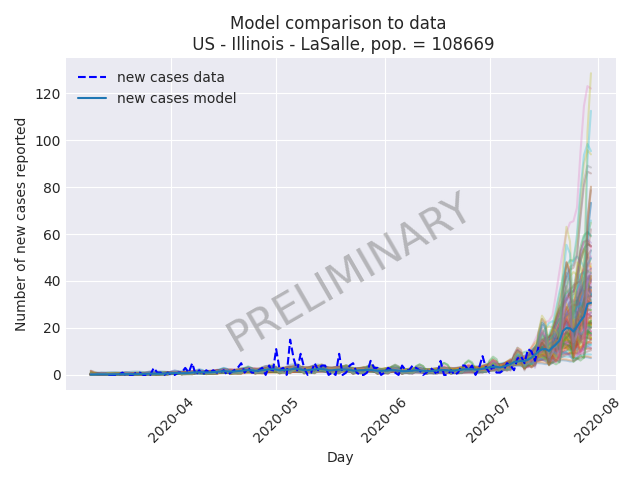 Model comparison to data
US - Illinois - LaSalle, pop. = 108669
new cases data
new cases model
Number of new cases reported
120
100
80
60
40
20
0
PRELIMINARY
2020-04
2020-05
2020-06
2020-07
2020-08
Day